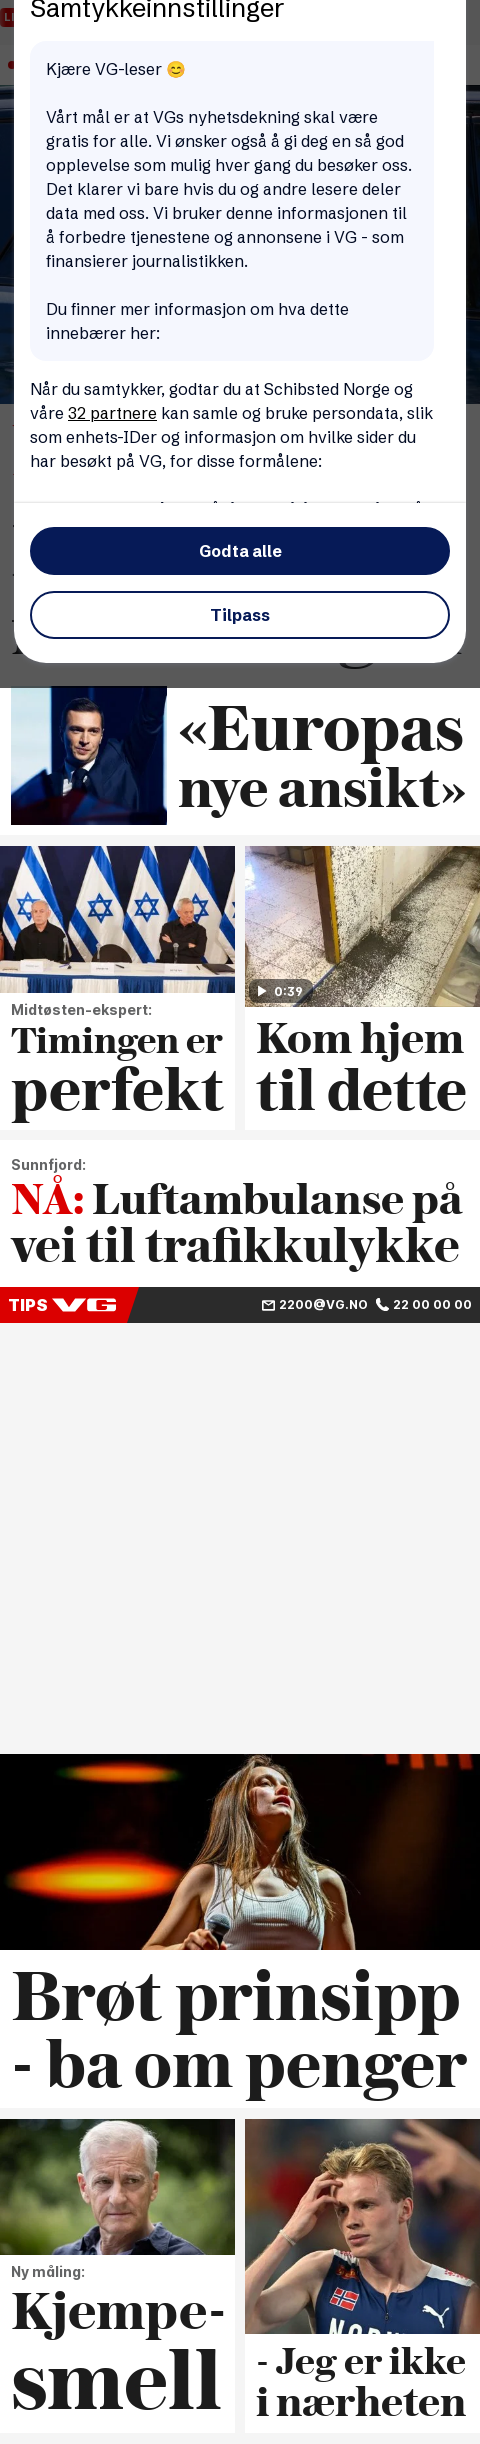 Samtykkeinnstillinger
Kjære VG-leser 😊
Vårt mål er at VGs nyhetsdekning skal være
gratis for alle. Vi ønsker også å gi deg en så god
opplevelse som mulig hver gang du besøker oss.
Det klarer vi bare hvis du og andre lesere deler
data med oss. Vi bruker denne informasjonen til
å forbedre tjenestene og annonsene i VG - som
finansierer journalistikken.
Du finner mer informasjon om hva dette
innebærer her:
Når du samtykker, godtar du at Schibsted Norge og
våre 32 partnere kan samle og bruke persondata, slik
som enhets-IDer og informasjon om hvilke sider du
har besøkt på VG, for disse formålene:
Godta alle
Tilpass
«Europas
nye ansikt»
0:39
Midtøsten-ekspert:
Timingen er
perfekt
Kom hjem
til dette
Sunnfjord:
NÅ: Luftambulanse på
vei til trafikkulykke
TIPS VG
2200@VG.NO 22 00 00 00
Brøt prinsipp
- ba om penger
Ny måling:
Kjempe-
smell
- Jeg er ikke
i nærheten